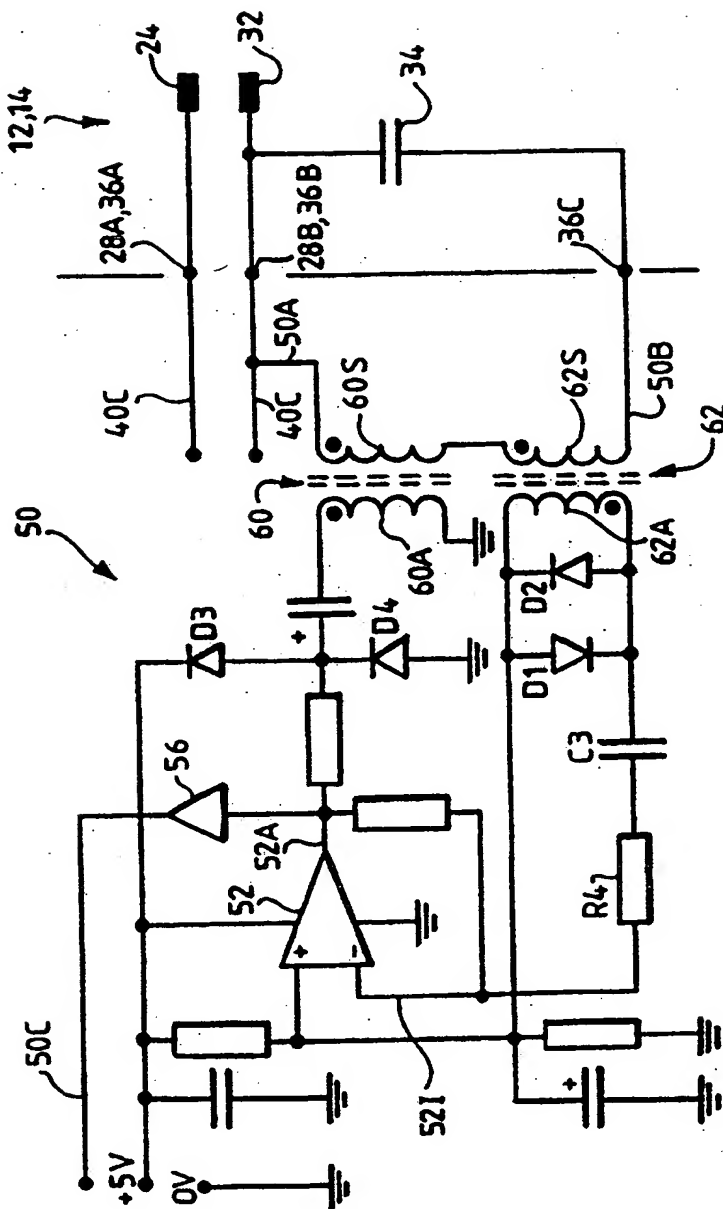 12,14
24
32
28A,36A
34
28B,36B
36C
40C
50A
40C
60S
62S
50B
60
62
50
60A
62A
D3
+
D4
D2
D1
56
C3
52A
52
R4
+
-
50C
52I
+5V
0V
+